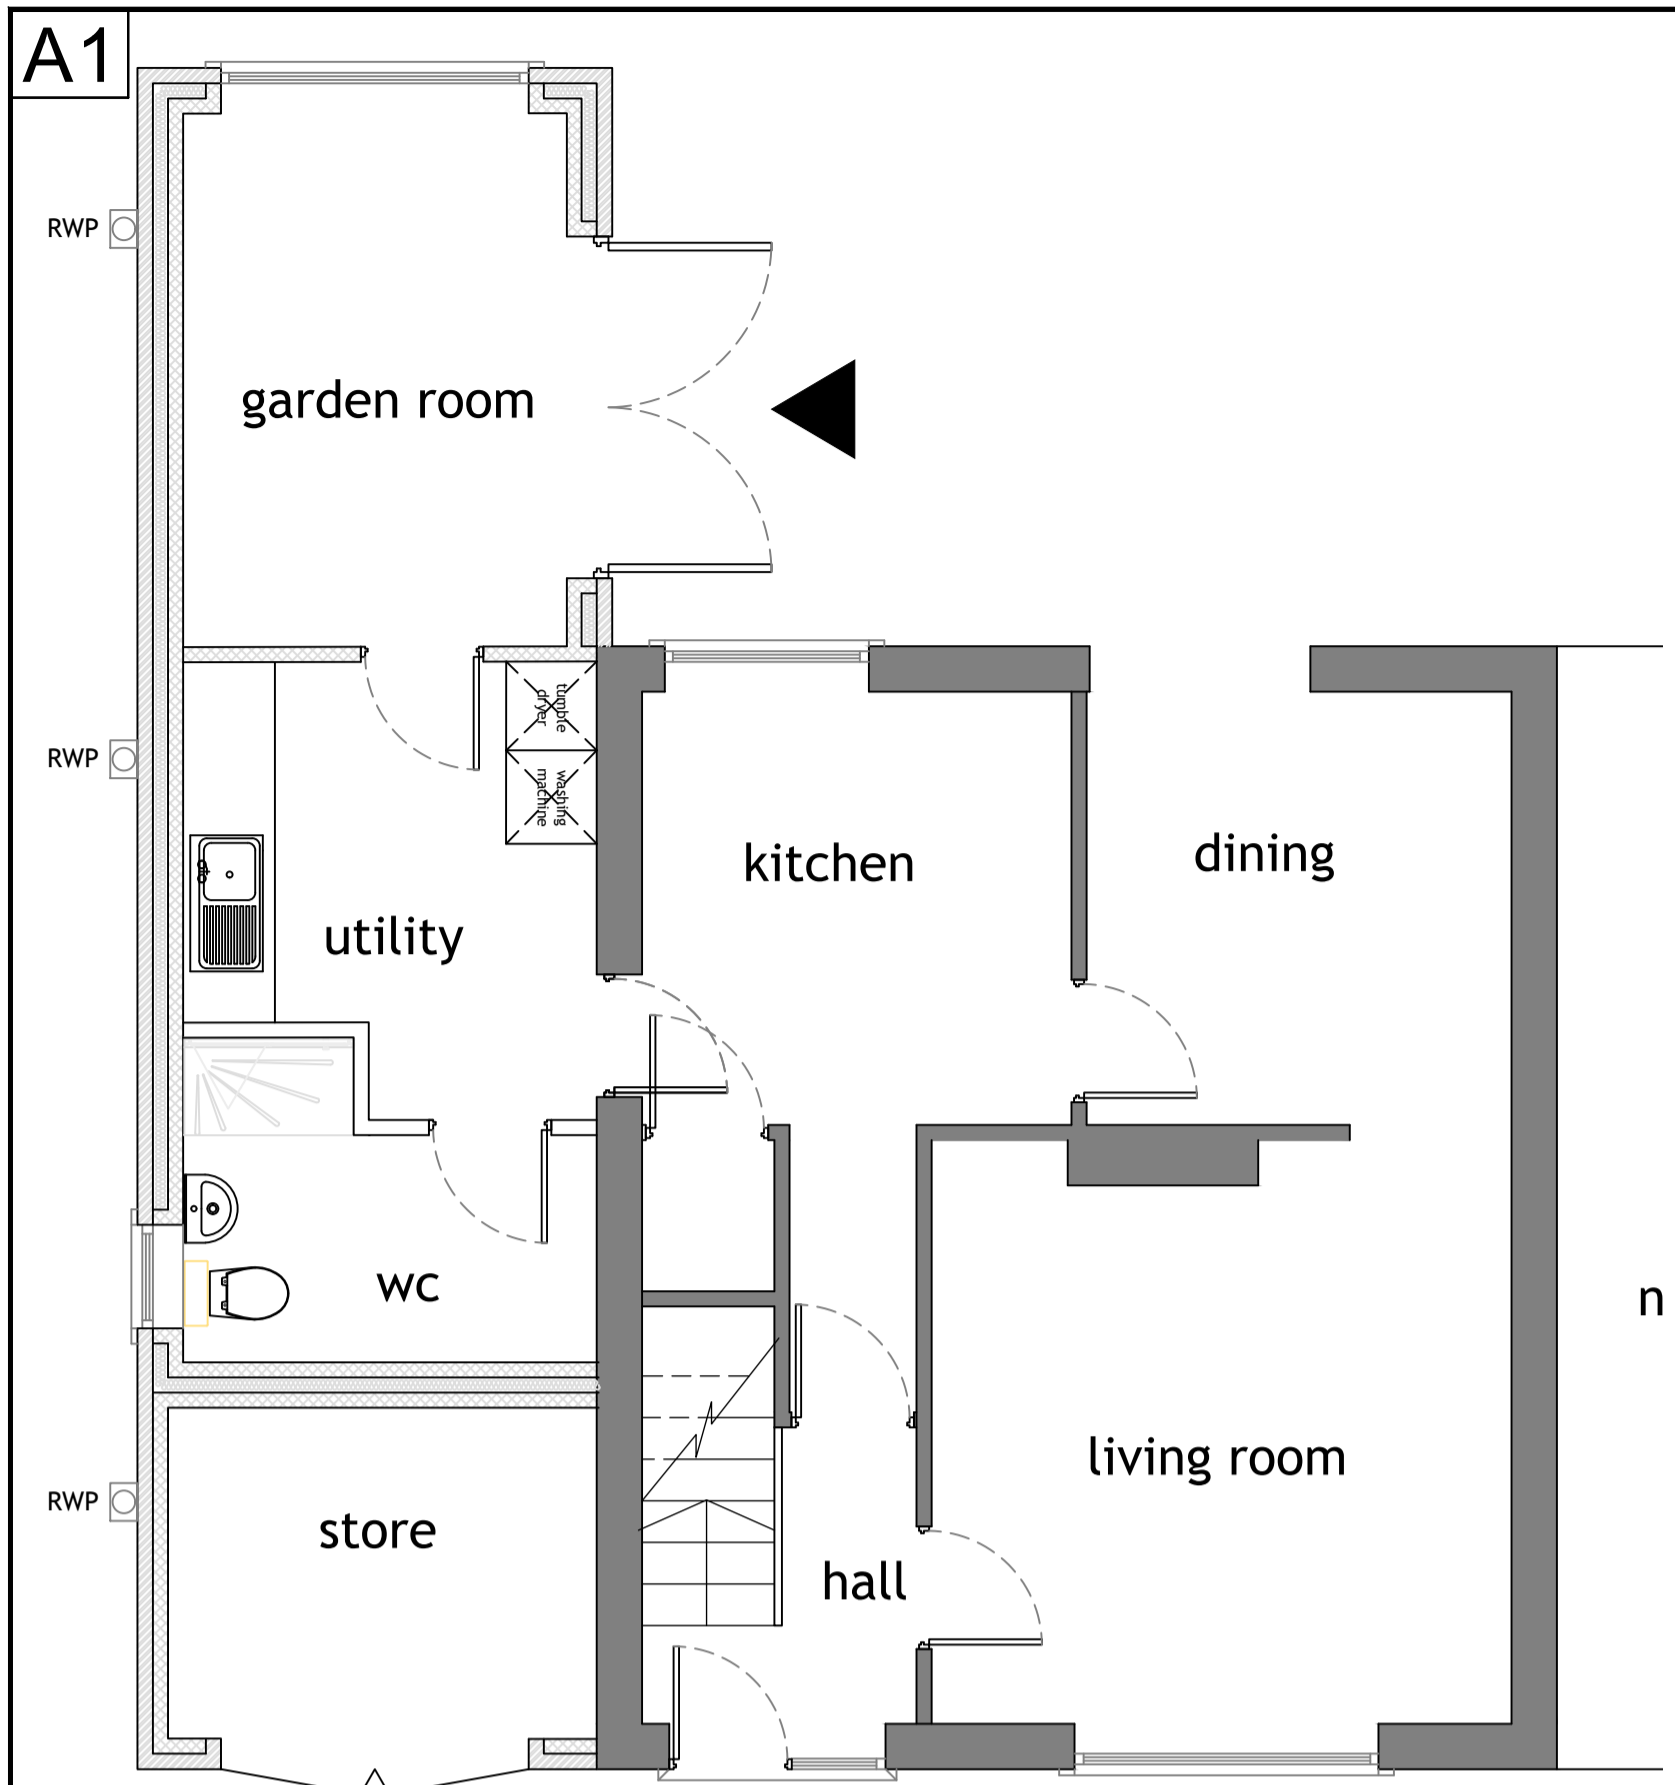 A1
RWP
garden room
tumble
dryer
RWP
washing
machine
kitchen
dining
utility
wc
n
living room
RWP
store
hall